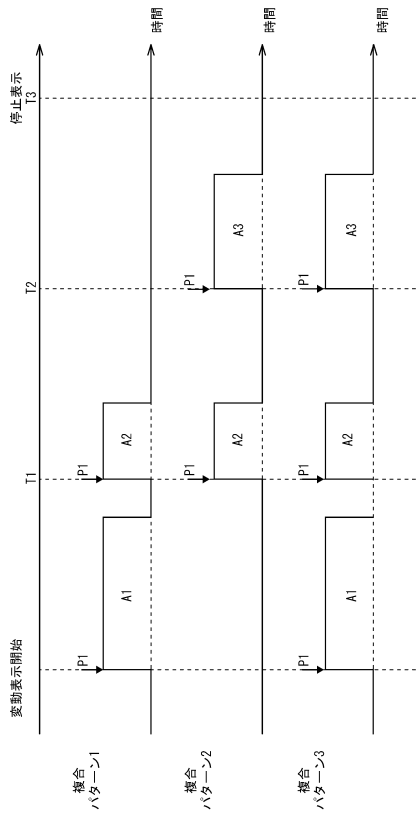 変動表示開始
T1
T2
T3
停止表示
複合
パターン1
P1
A1
P1
A2
時間
複合
パターン2
P1
A2
P1
A3
時間
複合
パターン3
P1
A1
P1
A2
P1
A3
時間